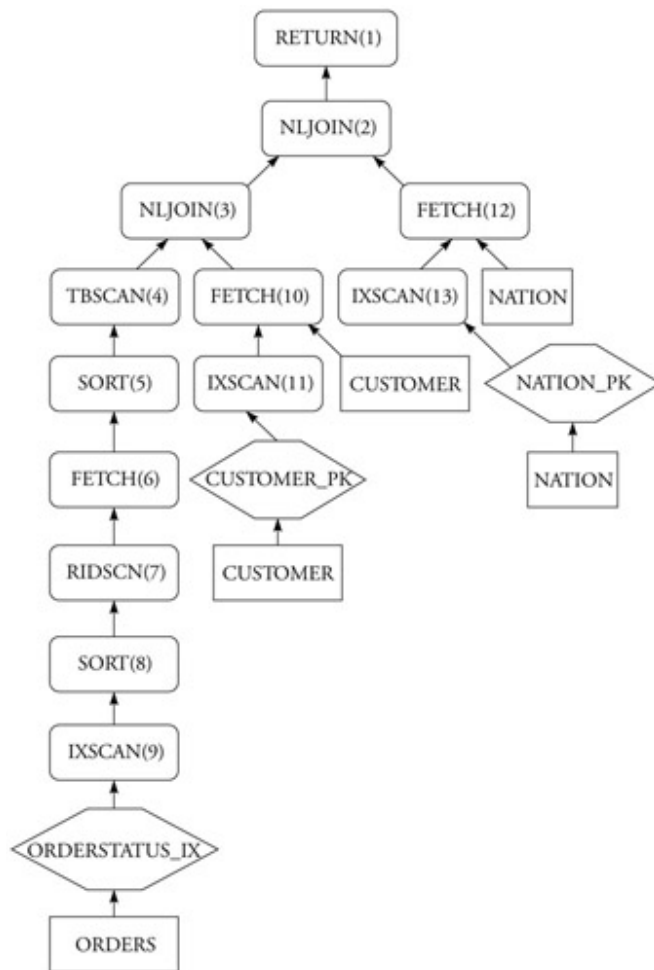 RETURN(1)
NLJOIN(2)
NLJOIN(3)
FETCH(12)
TBSCAN(4)
FETCH(10)
IXSCAN(13)
NATION
SORT(5)
IXSCAN(11)
CUSTOMER
NATION_PK
FETCH(6)
CUSTOMER_PK
NATION
RIDSCN(7)
CUSTOMER
SORT(8)
IXSCAN(9)
ORDERSTATUS_IX
ORDERS